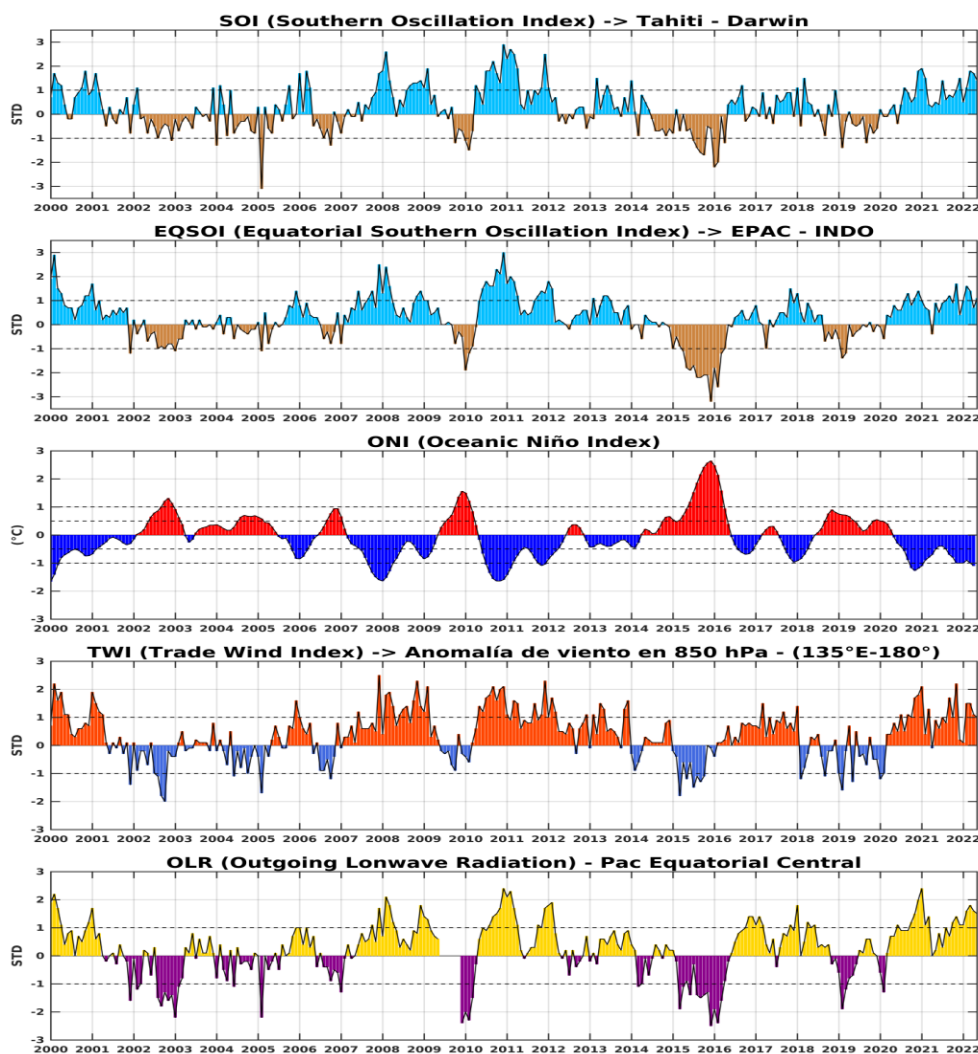 SOI (Southern Oscillation Index) -> Tahiti - Darwin
3
2
1
0
-1
-2
-3
STD
2000 2001 2002 2003 2004 2005 2006 2007 2008 2009 2010 2011 2012 2013 2014 2015 2016 2017 2018 2019 2020 2021 2022
EQSOI (Equatorial Southern Oscillation Index) -> EPAC - INDO
3
2
1
0
-1
-2
-3
STD
2000 2001 2002 2003 2004 2005 2006 2007 2008 2009 2010 2011 2012 2013 2014 2015 2016 2017 2018 2019 2020 2021 2022
ONI (Oceanic Niño Index)
3
2
1
0
-1
-2
-3
(°C)
2000 2001 2002 2003 2004 2005 2006 2007 2008 2009 2010 2011 2012 2013 2014 2015 2016 2017 2018 2019 2020 2021 2022
TWI (Trade Wind Index) -> Anomalía de viento en 850 hPa - (135°E-180°)
3
2
1
0
-1
-2
-3
STD
2000 2001 2002 2003 2004 2005 2006 2007 2008 2009 2010 2011 2012 2013 2014 2015 2016 2017 2018 2019 2020 2021 2022
OLR (Outgoing Lonwave Radiation) - Pac Equatorial Central
3
2
1
0
-1
-2
-3
STD
2000 2001 2002 2003 2004 2005 2006 2007 2008 2009 2010 2011 2012 2013 2014 2015 2016 2017 2018 2019 2020 2021 2022